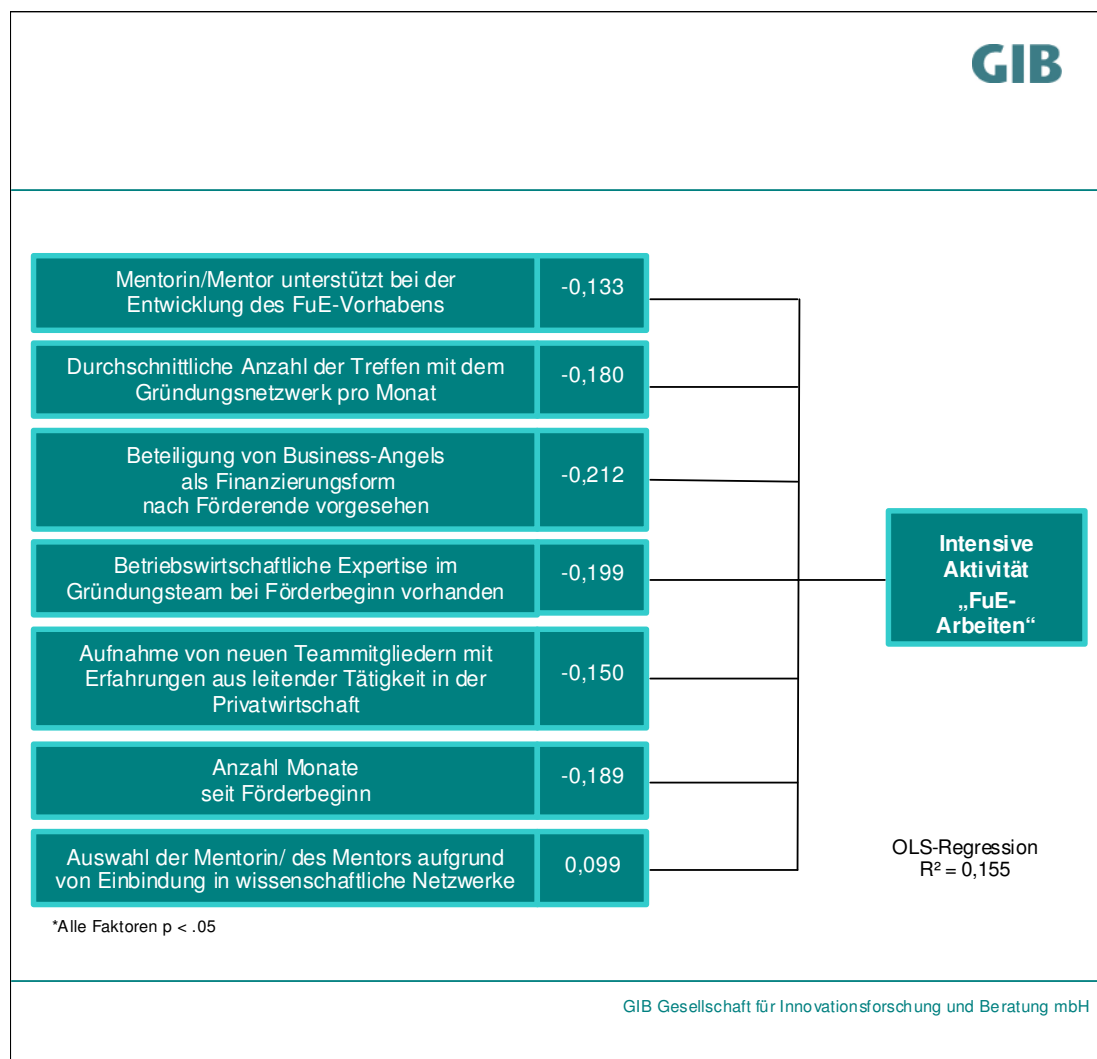 GIB
Mentorin/Mentor unterstützt bei der
Entwicklung des FuE-Vorhabens
-0,133
Durchschnittliche Anzahl der Treffen mit dem
Gründungsnetzwerk pro Monat
-0,180
Beteiligung von Business-Angels
als Finanzierungsform
nach Förderende vorgesehen
-0,212
Betriebswirtschaftliche Expertise im
Gründungsteam bei Förderbeginn vorhanden
-0,199
Aufnahme von neuen Teammitgliedern mit
Erfahrungen aus leitender Tätigkeit in der
Privatwirtschaft
-0,150
Anzahl Monate
seit Förderbeginn
-0,189
Auswahl der Mentorin/ des Mentors aufgrund
von Einbindung in wissenschaftliche Netzwerke
0,099
Intensive
Aktivität
„FuE-
Arbeiten“
OLS-Regression
R² = 0,155
*Alle Faktoren p < .05
GIB Gesellschaft für Innovationsforschung und Beratung mbH